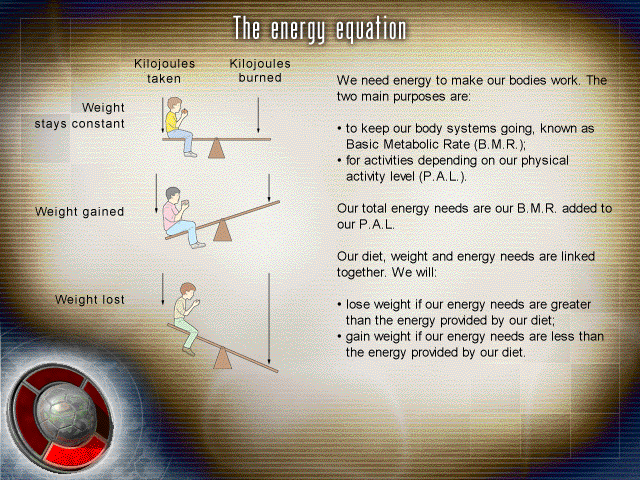 The energy equation
Kilojoules
taken
Kilojoules
burned
Weight
stays constant
Weight gained
Weight lost
We need energy to make our bodies work. The
two main purposes are:
• to keep our body systems going, known as
Basic Metabolic Rate (B.M.R.);
• for activities depending on our physical
activity level (P.A.L.).
Our total energy needs are our B.M.R. added to
our P.A.L.
Our diet, weight and energy needs are linked
together. We will:
• lose weight if our energy needs are greater
than the energy provided by our diet;
• gain weight if our energy needs are less than
the energy provided by our diet.